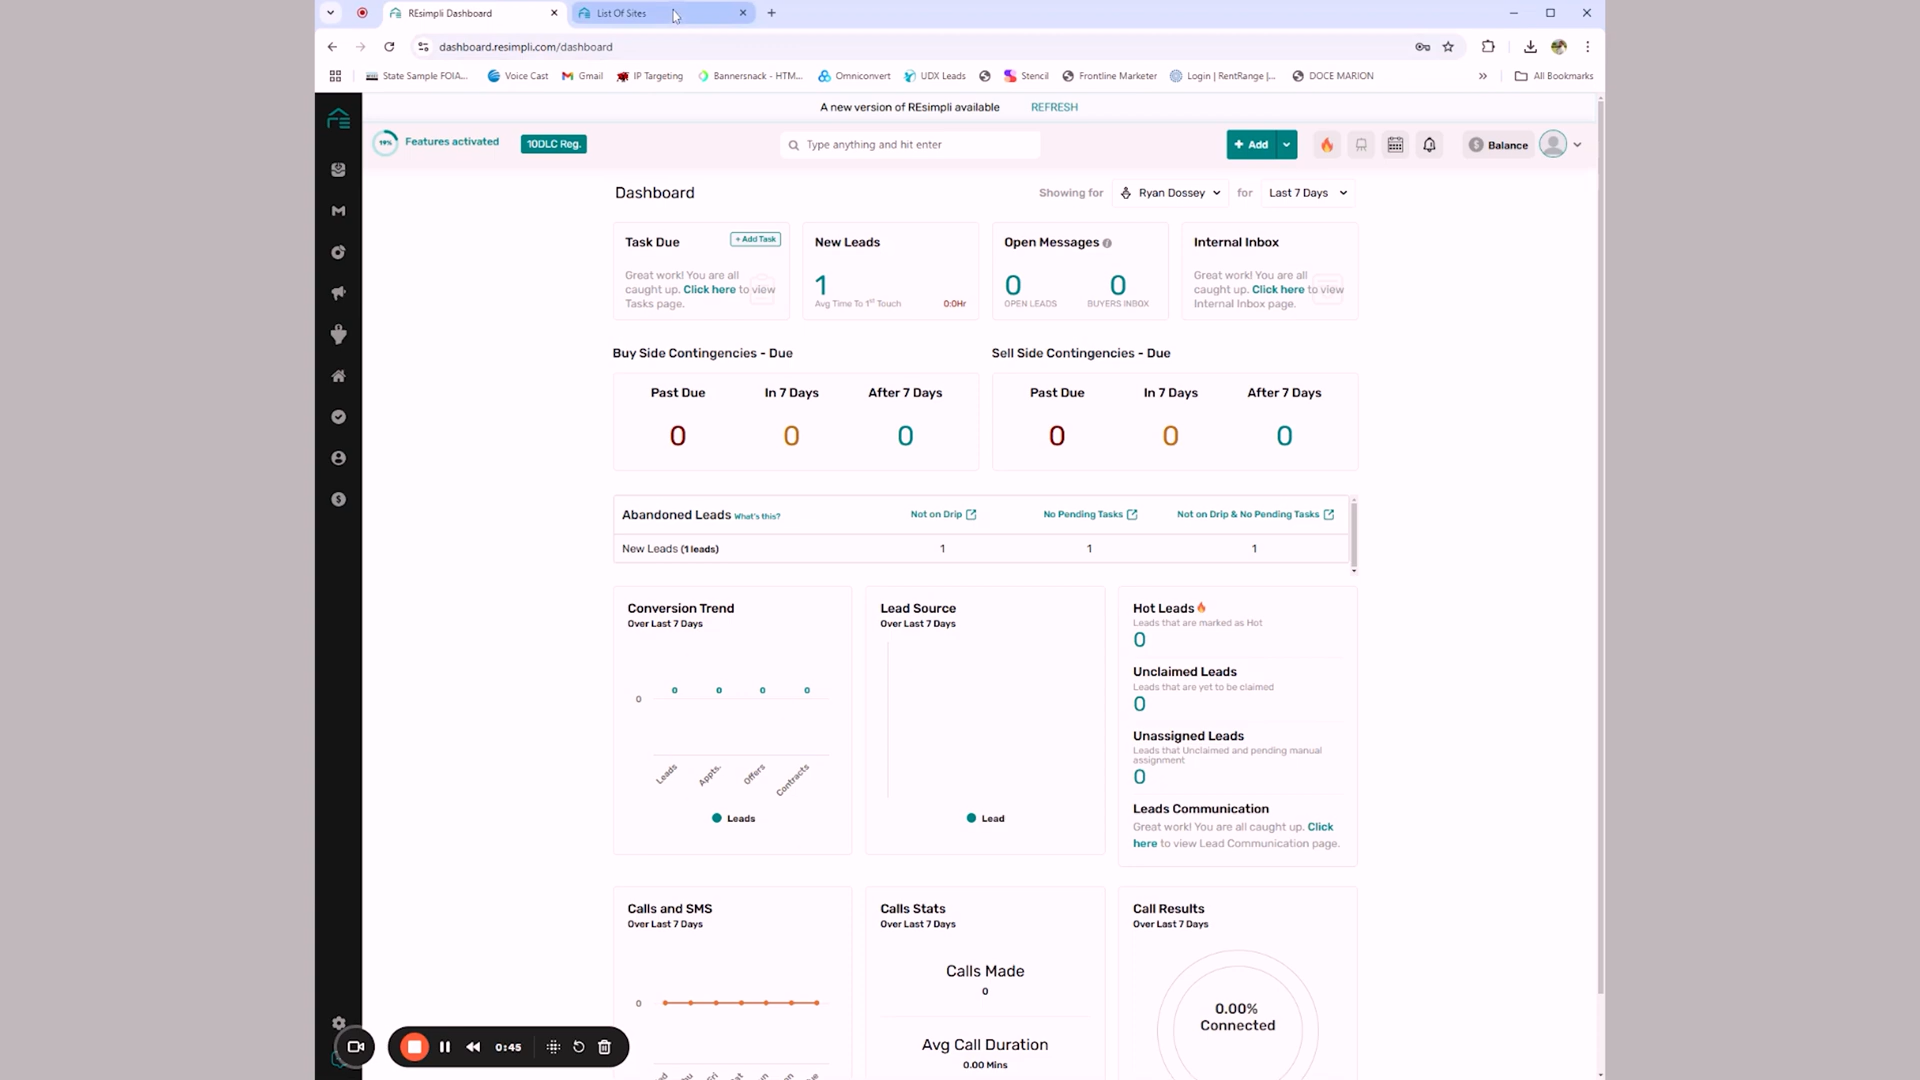 REsimpli Dashboard
List Of Sites
dashboard.resimpli.com/dashboard
State Sample FOIA...
Voice Cast
Gmail
IP Targeting
Bannersnack - HTM...
Omniconvert
UDX Leads
Stencil
Frontline Marketer
Login | RentRange |...
DOCE MARION
All Bookmarks
A new version of REsimpli available REFRESH
19%
Features activated
10DLC Reg.
Type anything and hit enter
+ Add
Balance
Dashboard
Showing for Ryan Dossey for Last 7 Days
Task Due
+ Add Task
Great work! You are all
caught up. Click here to view
Tasks page.
New Leads
1
Avg Time To 1st Touch 0:0Hr
Open Messages
0 0
OPEN LEADS BUYERS INBOX
Internal Inbox
Great work! You are all
caught up. Click here to view
Internal Inbox page.
Buy Side Contingencies - Due
Past Due In 7 Days After 7 Days
0 0 0
Sell Side Contingencies - Due
Past Due In 7 Days After 7 Days
0 0 0
Abandoned Leads What's this? Not on Drip No Pending Tasks Not on Drip & No Pending Tasks
New Leads (1 leads) 1 1 1
Conversion Trend
Over Last 7 Days
0 0 0 0
0
Leads Appts. Offers Contracts
Leads
Lead Source
Over Last 7 Days
Lead
Hot Leads
Leads that are marked as Hot
0
Unclaimed Leads
Leads that are yet to be claimed
0
Unassigned Leads
Leads that Unclaimed and pending manual
assignment
0
Leads Communication
Great work! You are all caught up. Click
here to view Lead Communication page.
Calls and SMS
Over Last 7 Days
0
Calls Stats
Over Last 7 Days
Calls Made
0
Avg Call Duration
0.00 Mins
Call Results
Over Last 7 Days
0.00%
Connected
0:45